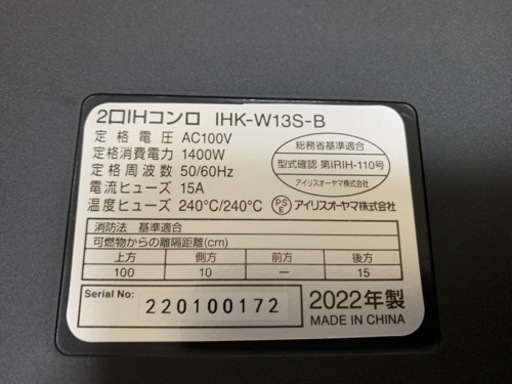 2口IHコンロ IHK-W13S-B
定格電圧 AC100V
定格消費電力 1400W
定格周波数 50/60Hz
電流ヒューズ 15A
温度ヒューズ 240℃/240℃
総務省基準適合
型式確認 第IRIH-110号
アイリスオーヤマ株式会社
PSE アイリスオーヤマ株式会社
消防法 基準適合
可燃物からの離隔距離(cm)
上方 側方 前方 後方
100 10 — 15
Serial No: 220100172
2022年製
MADE IN CHINA